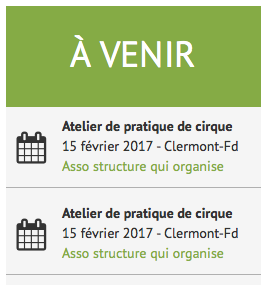 À VENIR
Atelier de pratique de cirque
15 février 2017 - Clermont-Fd
Asso structure qui organise
Atelier de pratique de cirque
15 février 2017 - Clermont-Fd
Asso structure qui organise